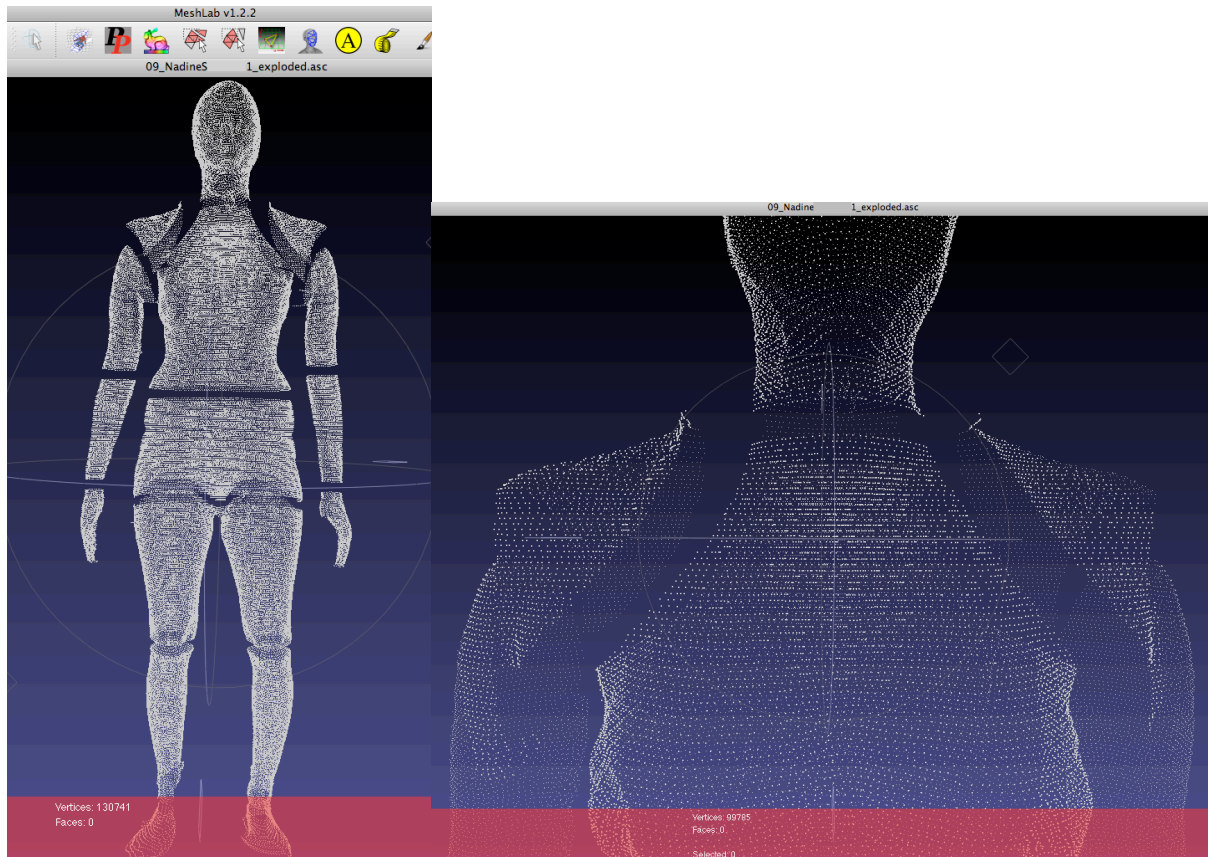 MeshLab v1.2.2
PP
A
09_NadineS 1_exploded.asc
Vertices: 130741
Faces: 0
09_Nadine 1_exploded.asc
Vertices: 99785
Faces: 0
Selected: 0